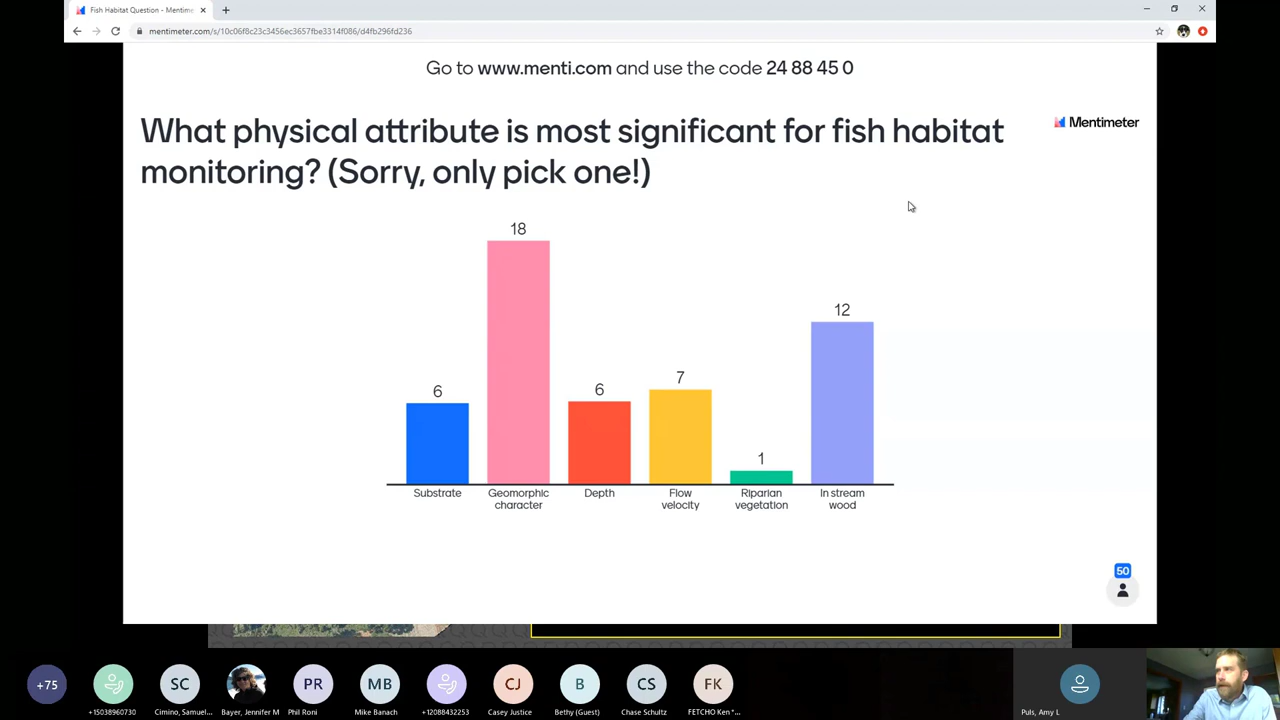 Fish Habitat Question - Mentime
mentimeter.com/s/10c06f8c23c3456ec3657fbe3314f086/d4fb296fd236
Go to www.menti.com and use the code 24 88 45 0
What physical attribute is most significant for fish habitat
monitoring? (Sorry, only pick one!)
Mentimeter
18
12
7
6
6
1
Substrate
Geomorphic
character
Depth
Flow
velocity
Riparian
vegetation
In stream
wood
50
+75
SC
PR
MB
CJ
B
CS
FK
+15038960730
Cimino, Samuel...
Bayer, Jennifer M
Phil Roni
Mike Banach
+12088432253
Casey Justice
Bethy (Guest)
Chase Schultz
FETCHO Ken "...
Puls, Amy L